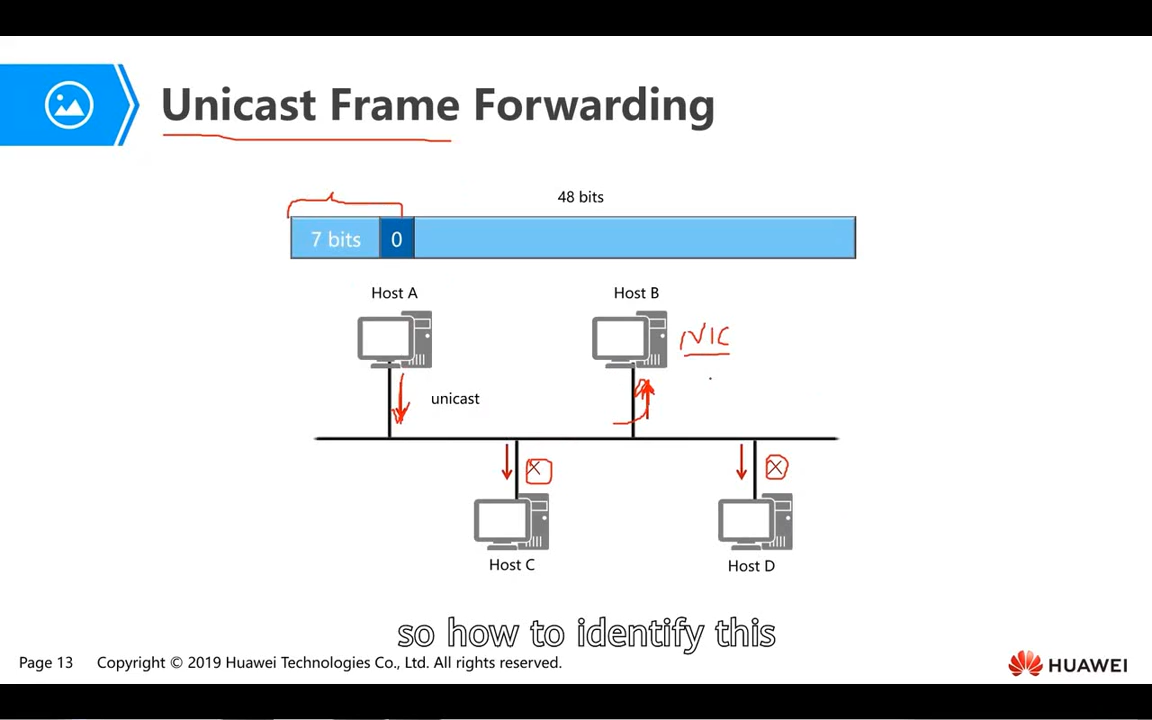 Unicast Frame Forwarding
48 bits
7 bits 0
Host A
Host B
NIC
unicast
Host C
Host D
so how to identify this
Page 13 Copyright © 2019 Huawei Technologies Co., Ltd. All rights reserved.
HUAWEI